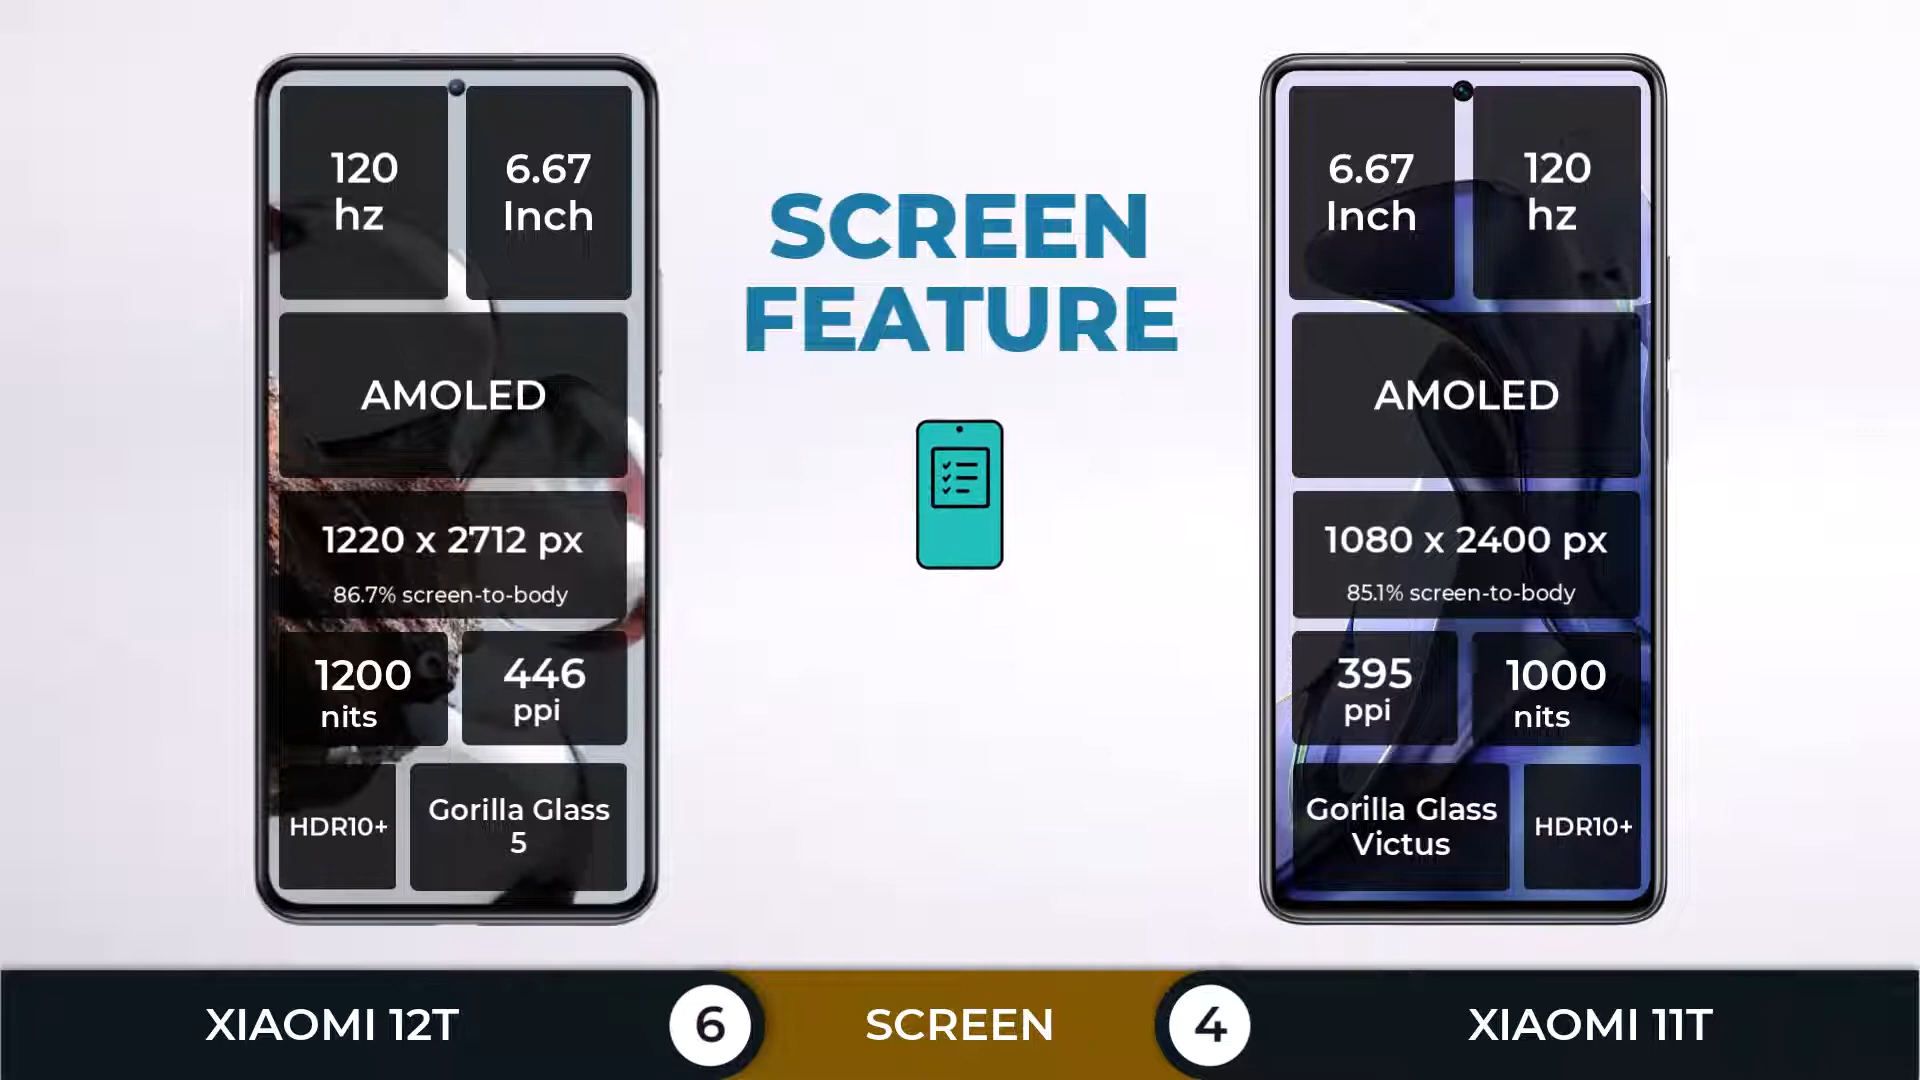 SCREEN
FEATURE
120
hz
6.67
Inch
AMOLED
1220 x 2712 px
86.7% screen-to-body
1200
nits
446
ppi
HDR10+
Gorilla Glass
5
6.67
Inch
120
hz
AMOLED
1080 x 2400 px
85.1% screen-to-body
395
ppi
1000
nits
Gorilla Glass
Victus
HDR10+
XIAOMI 12T
6
SCREEN
4
XIAOMI 11T